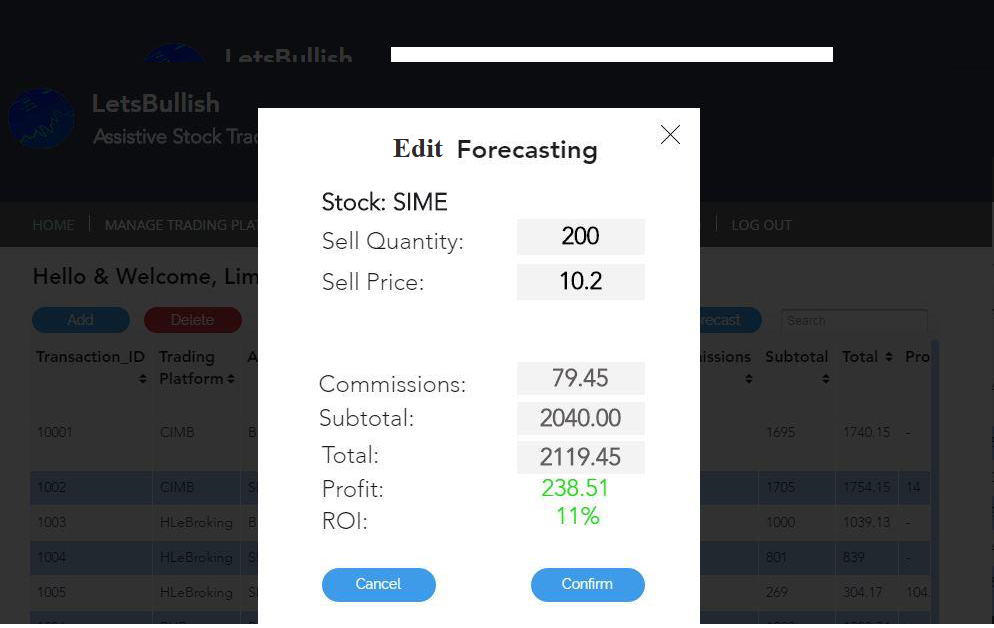 LetsBullish
LetsBullish
Assistive Stock Trad
Edit Forecasting
Stock: SIME
Sell Quantity: 200
Sell Price: 10.2
Commissions: 79.45
Subtotal: 2040.00
Total: 2119.45
Profit: 238.51
ROI: 11%
Cancel Confirm
HOME MANAGE TRADING PLA LOG OUT
Hello & Welcome, Lim
Add Delete recast Search
Transaction_ID Trading Platform A issions Subtotal Total Pro
10001 CIMB B 1695 1740.15 -
1002 CIMB S 1705 1754.15 14
1003 HLeBroking B 1000 1039.13 -
1004 HLeBroking S 801 839 -
1005 HLeBroking S 269 304.17 104.